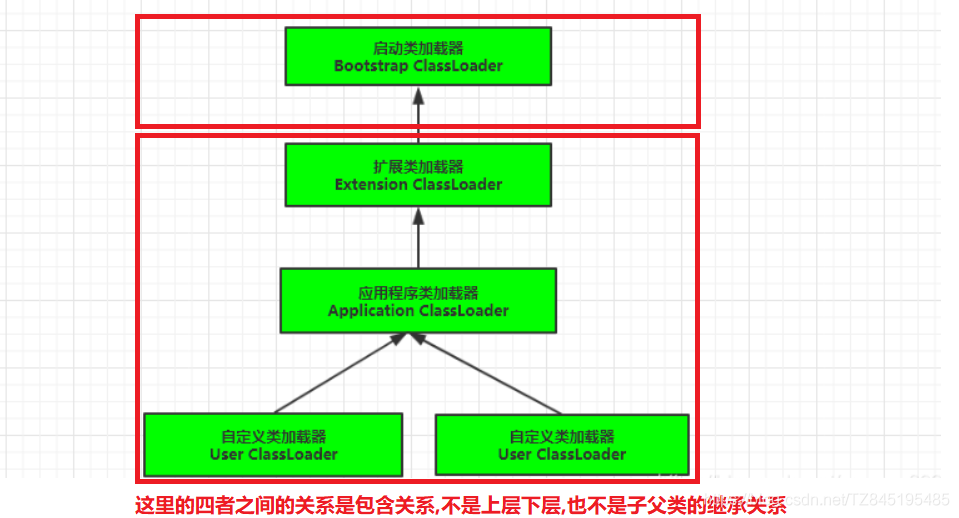 启动类加载器
Bootstrap ClassLoader
扩展类加载器
Extension ClassLoader
应用程序类加载器
Application ClassLoader
自定义类加载器
User ClassLoader
自定义类加载器
User ClassLoader
这里的四者之间的关系是包含关系,不是上层下层,也不是子父类的继承关系
csdn.net/TZ845195485